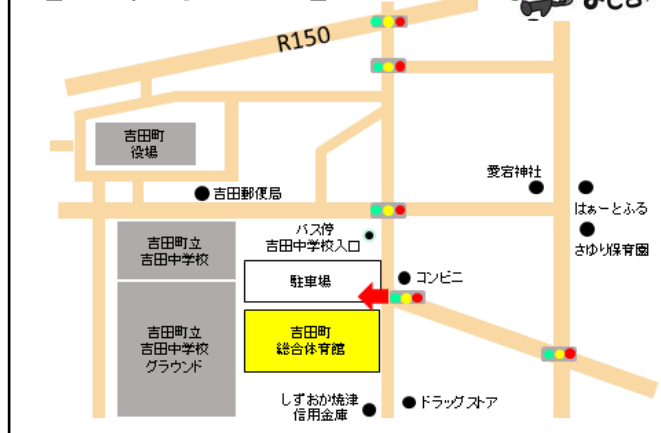 R150
吉田町
役場
愛宕神社
吉田郵便局
はぁーとふる
バス停
吉田中学校入口
さゆり保育園
吉田町立
吉田中学校
駐車場
コンビニ
吉田町立
吉田中学校
グラウンド
吉田町
総合体育館
しずおか焼津
信用金庫
ドラッグストア